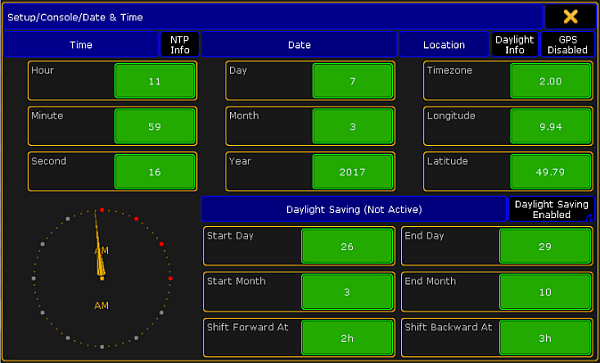 Setup/Console/Date & Time
Time
NTP
Info
Date
Location
Daylight
Info
GPS
Disabled
Hour
11
Day
7
Timezone
2.00
Minute
59
Month
3
Longitude
9.94
Second
16
Year
2017
Latitude
49.79
Daylight Saving (Not Active)
Daylight Saving
Enabled
AM
AM
Start Day
26
End Day
29
Start Month
3
End Month
10
Shift Forward At
2h
Shift Backward At
3h